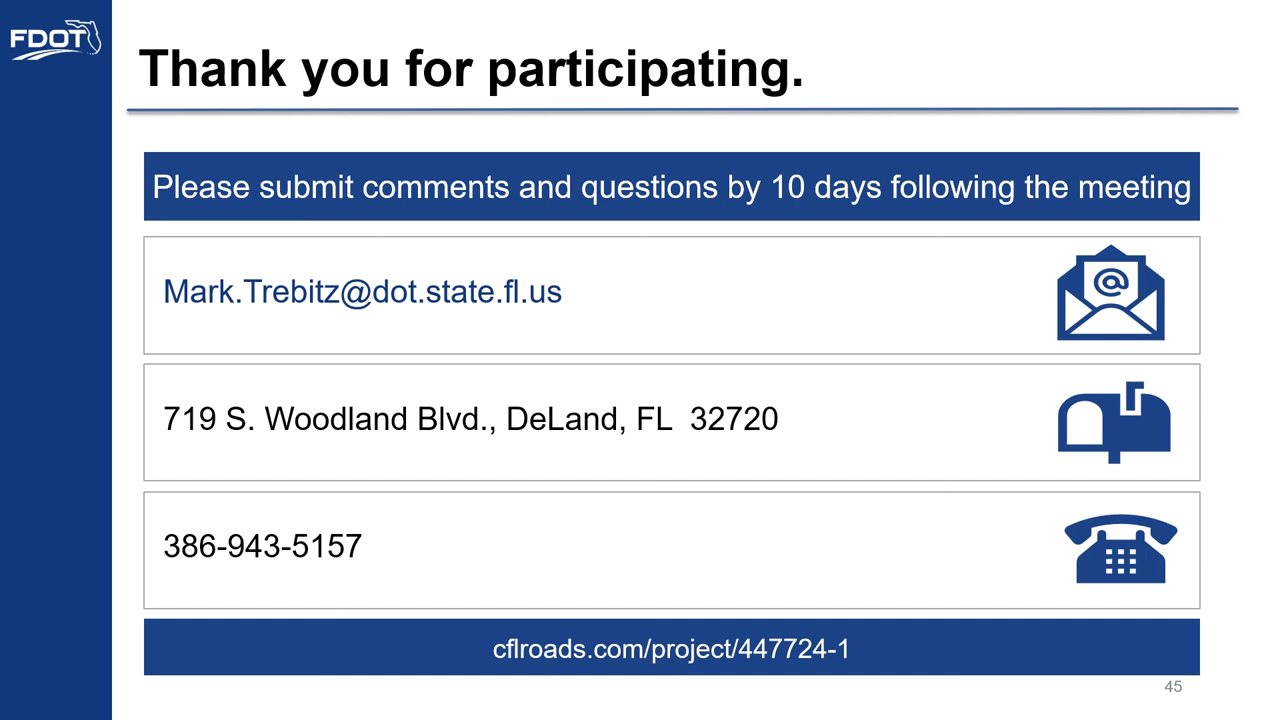 FDOT
Thank you for participating.
Please submit comments and questions by 10 days following the meeting
Mark.Trebitz@dot.state.fl.us
@
719 S. Woodland Blvd., DeLand, FL  32720
386-943-5157
cflroads.com/project/447724-1
45